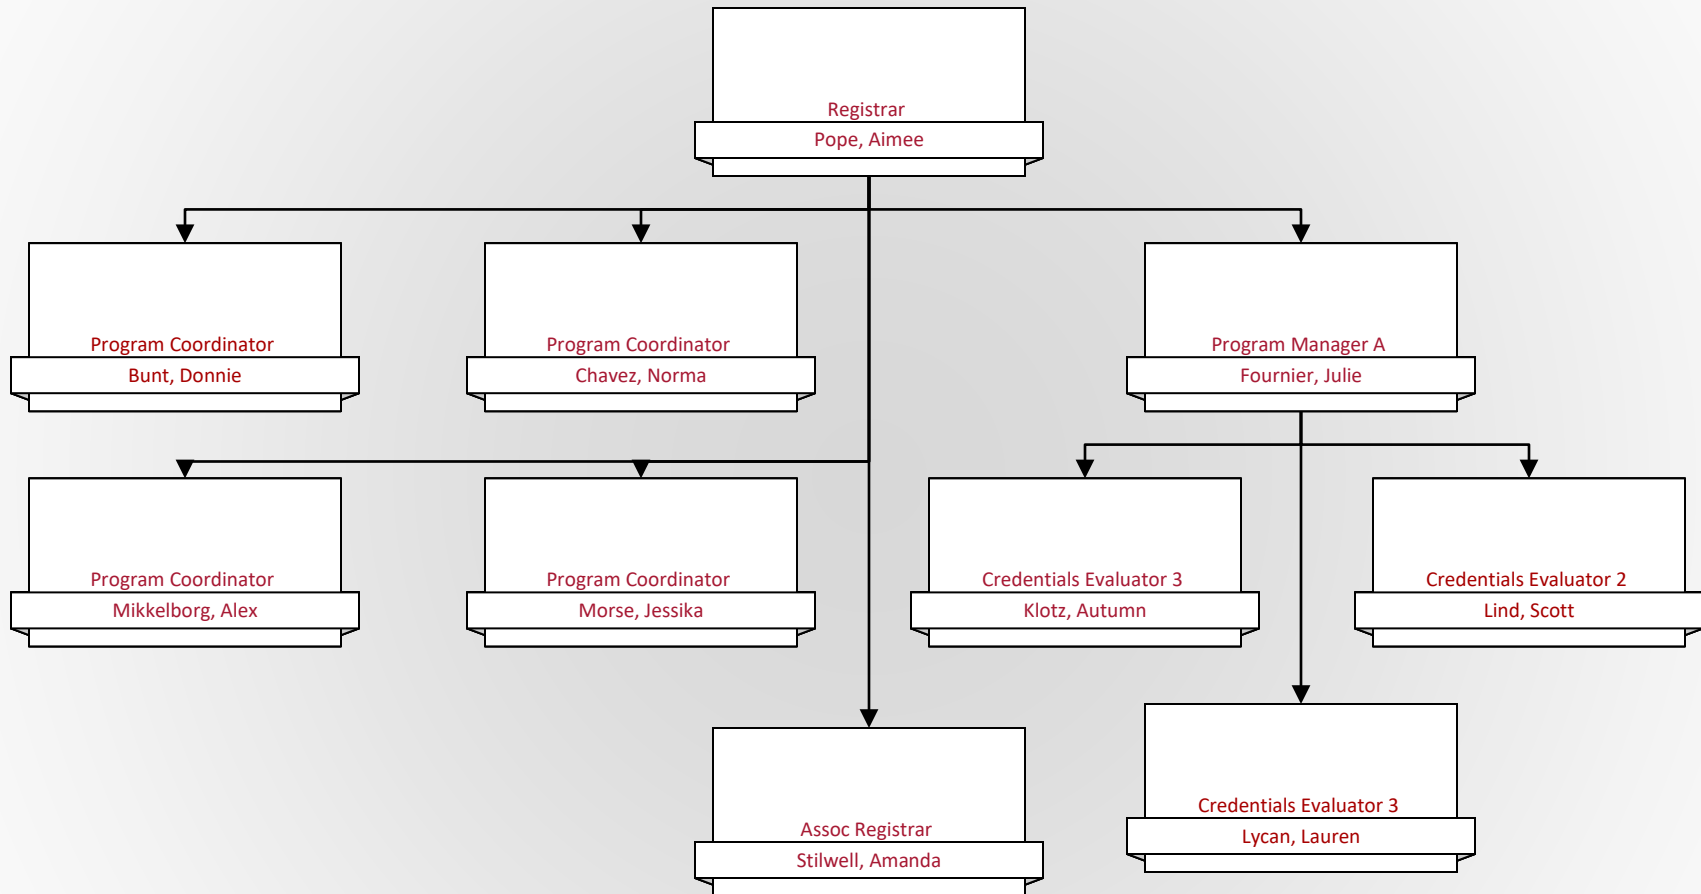 Registrar
Pope, Aimee
Program Coordinator
Bunt, Donnie
Program Coordinator
Chavez, Norma
Program Manager A
Fournier, Julie
Program Coordinator
Mikkelborg, Alex
Program Coordinator
Morse, Jessika
Credentials Evaluator 3
Klotz, Autumn
Credentials Evaluator 2
Lind, Scott
Assoc Registrar
Stilwell, Amanda
Credentials Evaluator 3
Lycan, Lauren